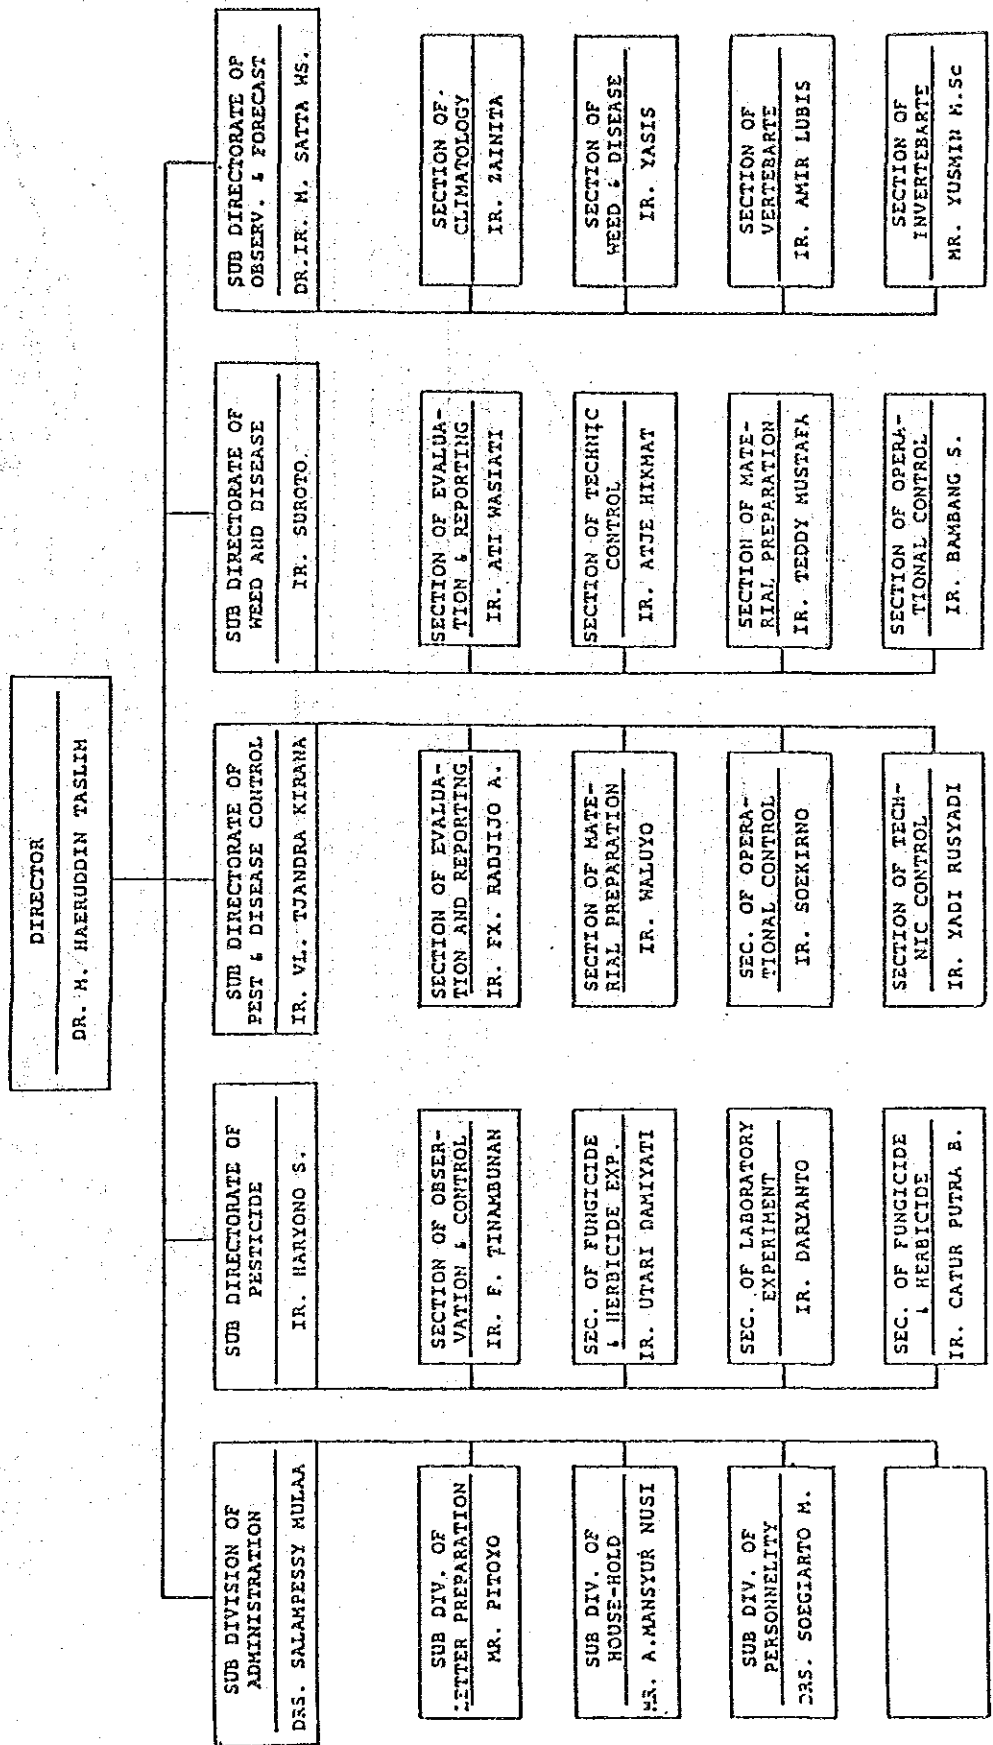 DIRECTOR
DR. M. HAERUDDIN TASLIM
SUB DIVISION OF
ADMINISTRATION
DRS. SALAMPESSY MULAA
SUB DIV. OF
LETTER PREPARATION
MR. PITOYO
SUB DIV. OF
HOUSE-HOLD
MR. A.MANSYUR NUSI
SUB DIV. OF
PERSONNELITY
DRS. SOEGIARTO M.
SUB DIRECTORATE OF
PESTICIDE
IR. HARYONO S.
SECTION OF OBSER-
VATION & CONTROL
IR. F. TINAMBUNAN
SEC. OF FUNGICIDE
& HERBICIDE EXP.
IR. UTARI DAMIYATI
SEC. OF LABORATORY
EXPERIMENT
IR. DARYANTO
SEC. OF FUNGICIDE
& HERBICIDE
IR. CATUR PUTRA B.
SUB DIRECTORATE OF
PEST & DISEASE CONTROL
IR. VL. TJANDRA KIRANA
SECTION OF EVALUA-
TION AND REPORTING
IR. FX. RADJIJO A.
SECTION OF MATE-
RIAL PREPARATION
IR. WALUYO
SEC. OF OPERA-
TIONAL CONTROL
IR. SOEKIRNO
SECTION OF TECH-
NIC CONTROL
IR. YADI RUSYADI
SUB DIRECTORATE OF
WEED AND DISEASE
IR. SUROTO
SECTION OF EVALUA-
TION & REPORTING
IR. ATI WASIATI
SECTION OF TECHNIC
CONTROL
IR. ATJE HIKMAT
SECTION OF MATE-
RIAL PREPARATION
IR. TEDDY MUSTAFA
SECTION OF OPERA-
TIONAL CONTROL
IR. BAMBANG S.
SUB DIRECTORATE OF
OBSERV. & FORECAST
DR.IR. M. SATTA WS.
SECTION OF.
CLIMATOLOGY
IR. ZAINITA
SECTION OF
WEED & DISEASE
IR. YASIS
SECTION OF
VERTEBARTE
IR. AMIR LUBIS
SECTION OF
INVERTEBARTE
MR. YUSMIN M.Sc